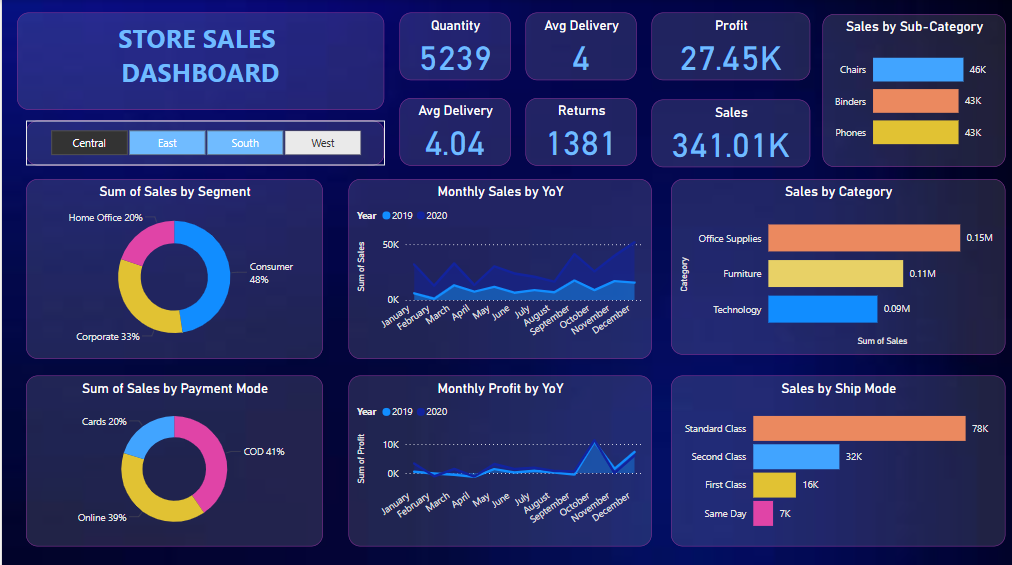 STORE SALES
DASHBOARD
Central
East
South
West
Quantity
5239
Avg Delivery
4
Profit
27.45K
Avg Delivery
4.04
Returns
1381
Sales
341.01K
Sales by Sub-Category
Chairs
46K
Binders
43K
Phones
43K
Sum of Sales by Segment
Home Office 20%
Consumer
48%
Corporate 33%
Monthly Sales by YoY
Year 2019 2020
Sum of Sales
50K
0K
January
February
March
April
May
June
July
August
September
October
November
December
Sales by Category
Category
Office Supplies
0.15M
Furniture
0.11M
Technology
0.09M
Sum of Sales
Sum of Sales by Payment Mode
Cards 20%
COD 41%
Online 39%
Monthly Profit by YoY
Year 2019 2020
Sum of Profit
10K
0K
January
February
March
April
May
June
July
August
September
October
November
December
Sales by Ship Mode
Standard Class
78K
Second Class
32K
First Class
16K
Same Day
7K